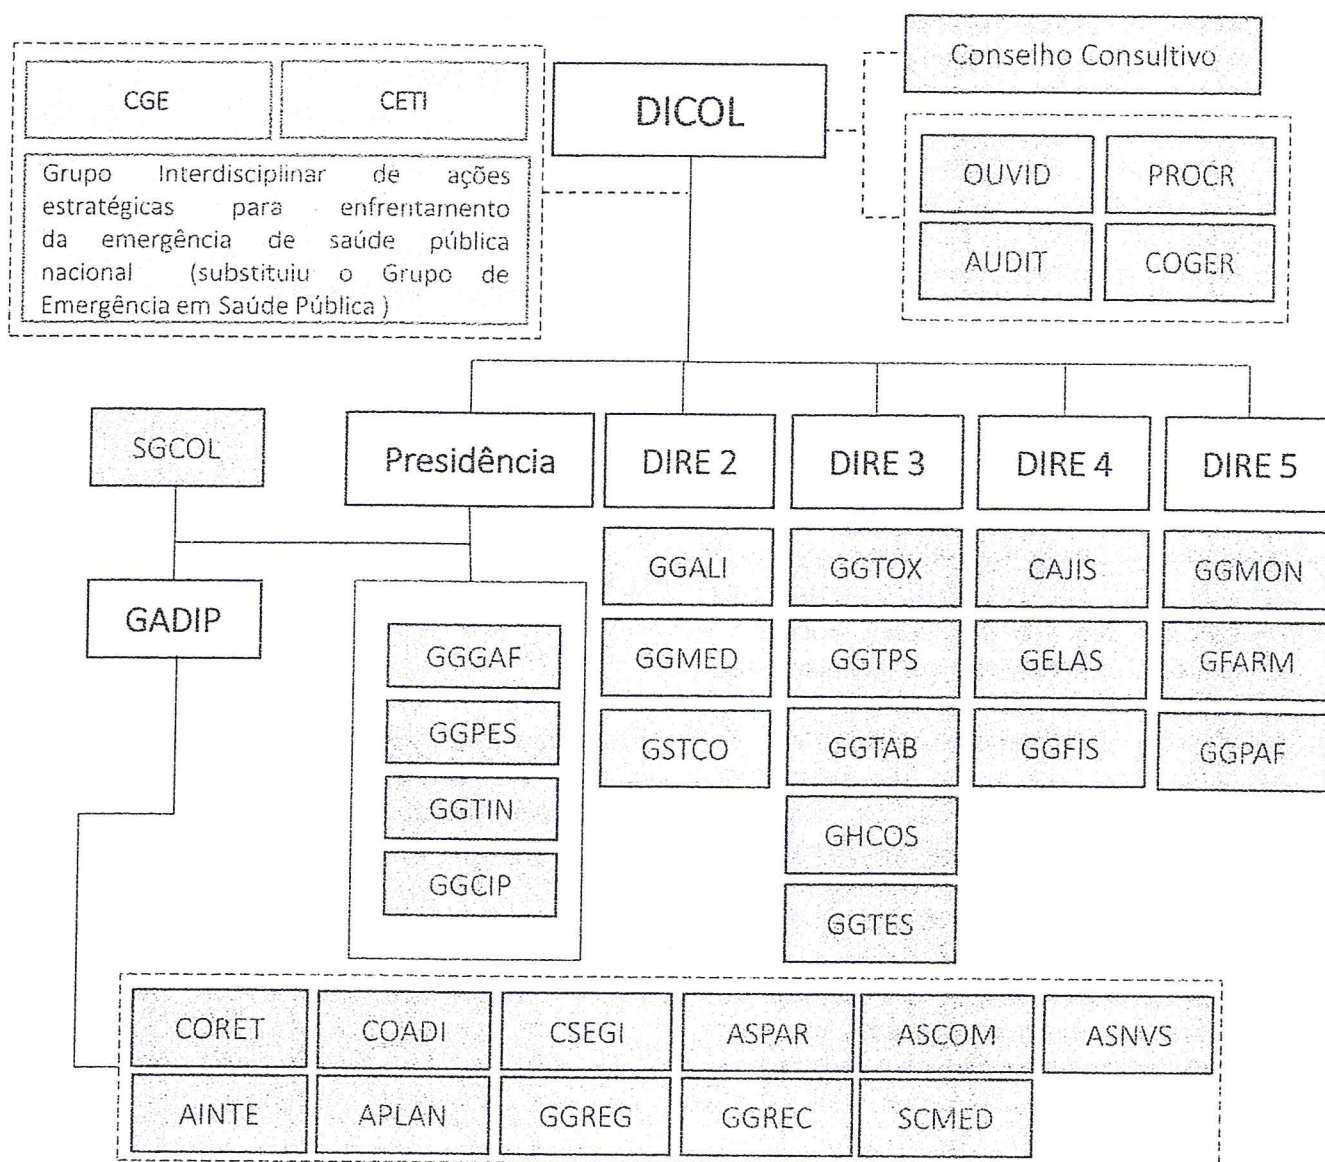 CGE
CETI
Grupo Interdisciplinar de ações
estratégicas para enfrentamento
da emergência de saúde pública
nacional (substituiu o Grupo de
Emergência em Saúde Pública )
DICOL
Conselho Consultivo
OUVID
PROCR
AUDIT
COGER
SGCOL
Presidência
DIRE 2
DIRE 3
DIRE 4
DIRE 5
GADIP
GGGAF
GGPES
GGTIN
GGCIP
GGALI
GGMED
GSTCO
GGTOX
GGTPS
GGTAB
GHCOS
GGTES
CAJIS
GELAS
GGFIS
GGMON
GFARM
GGPAF
CORET
COADI
CSEGI
ASPAR
ASCOM
ASNVS
AINTE
APLAN
GGREG
GGREC
SCMED